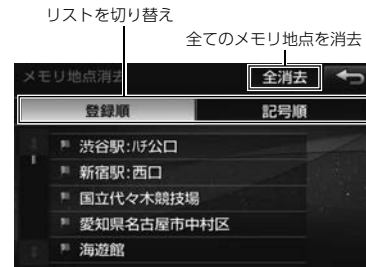 リストを切り替え
全てのメモリ地点を消去
メモリ地点消去
全消去
登録順
記号順
渋谷駅:ハチ公口
新宿駅:西口
国立代々木競技場
愛知県名古屋市中村区
海遊館